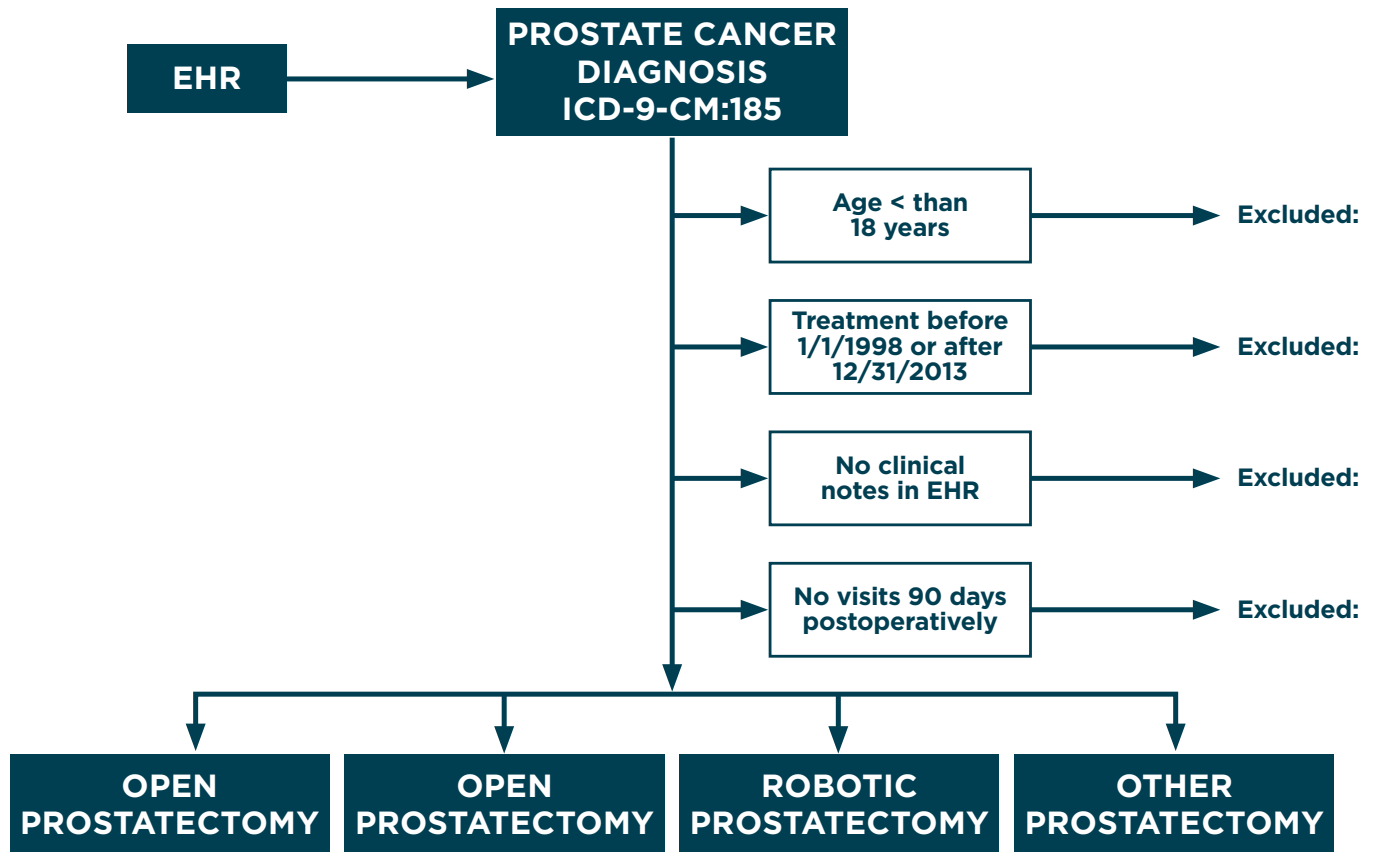 EHR
PROSTATE CANCER
DIAGNOSIS
ICD-9-CM:185
Age < than
18 years
Excluded:
Treatment before
1/1/1998 or after
12/31/2013
Excluded:
No clinical
notes in EHR
Excluded:
No visits 90 days
postoperatively
Excluded:
OPEN
PROSTATECTOMY
OPEN
PROSTATECTOMY
ROBOTIC
PROSTATECTOMY
OTHER
PROSTATECTOMY